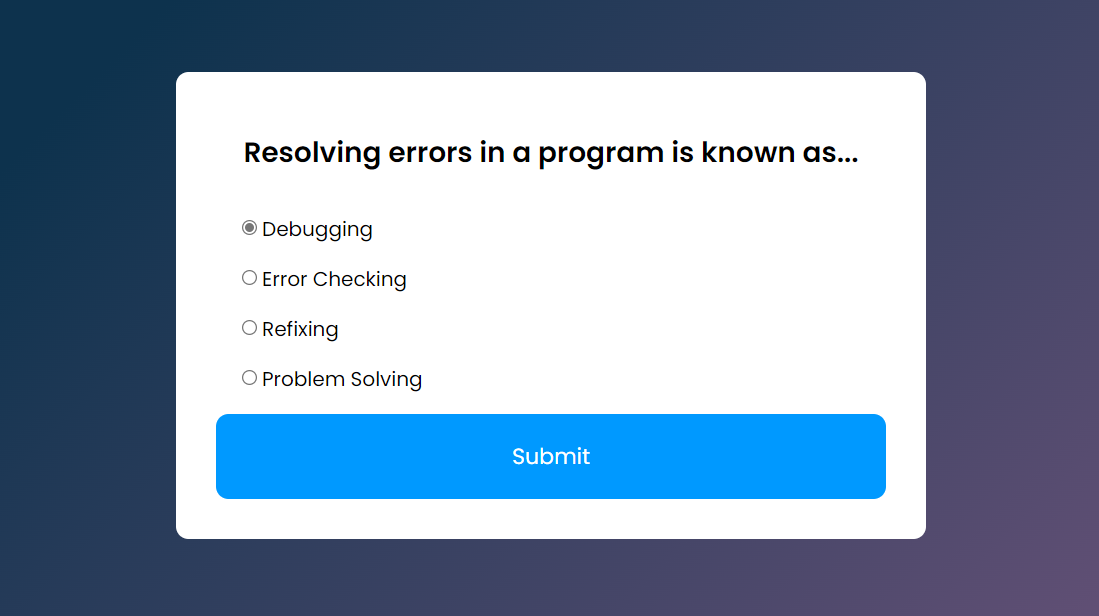 Resolving errors in a program is known as...
Debugging
Error Checking
Refixing
Problem Solving
Submit